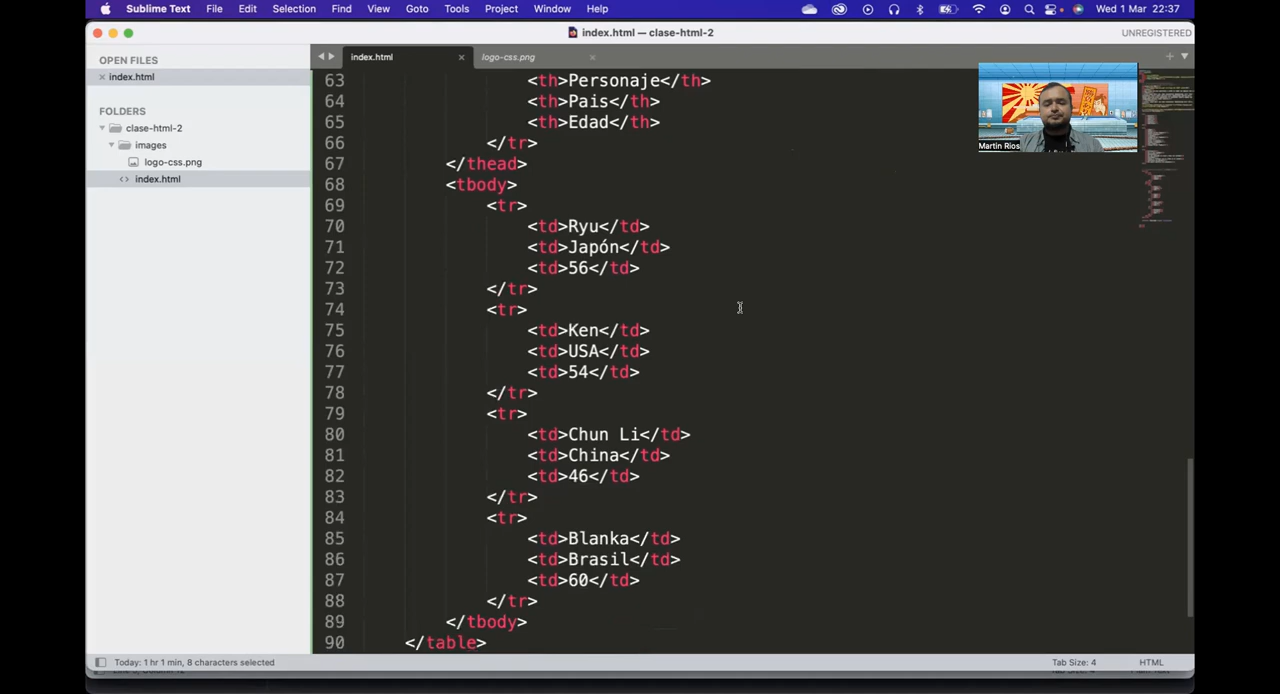 Sublime Text File Edit Selection Find View Goto Tools Project Window Help Wed 1 Mar 22:37
index.html — clase-html-2 UNREGISTERED
OPEN FILES
index.html
FOLDERS
clase-html-2
images
logo-css.png
index.html
index.html logo-css.png
63 <th>Personaje</th>
64 <th>Pais</th>
65 <th>Edad</th>
66 </tr>
67 </thead>
68 <tbody>
69 <tr>
70 <td>Ryu</td>
71 <td>Japón</td>
72 <td>56</td>
73 </tr>
74 <tr>
75 <td>Ken</td>
76 <td>USA</td>
77 <td>54</td>
78 </tr>
79 <tr>
80 <td>Chun Li</td>
81 <td>China</td>
82 <td>46</td>
83 </tr>
84 <tr>
85 <td>Blanka</td>
86 <td>Brasil</td>
87 <td>60</td>
88 </tr>
89 </tbody>
90 </table>
Martin Rios
Today: 1 hr 1 min, 8 characters selected Tab Size: 4 HTML